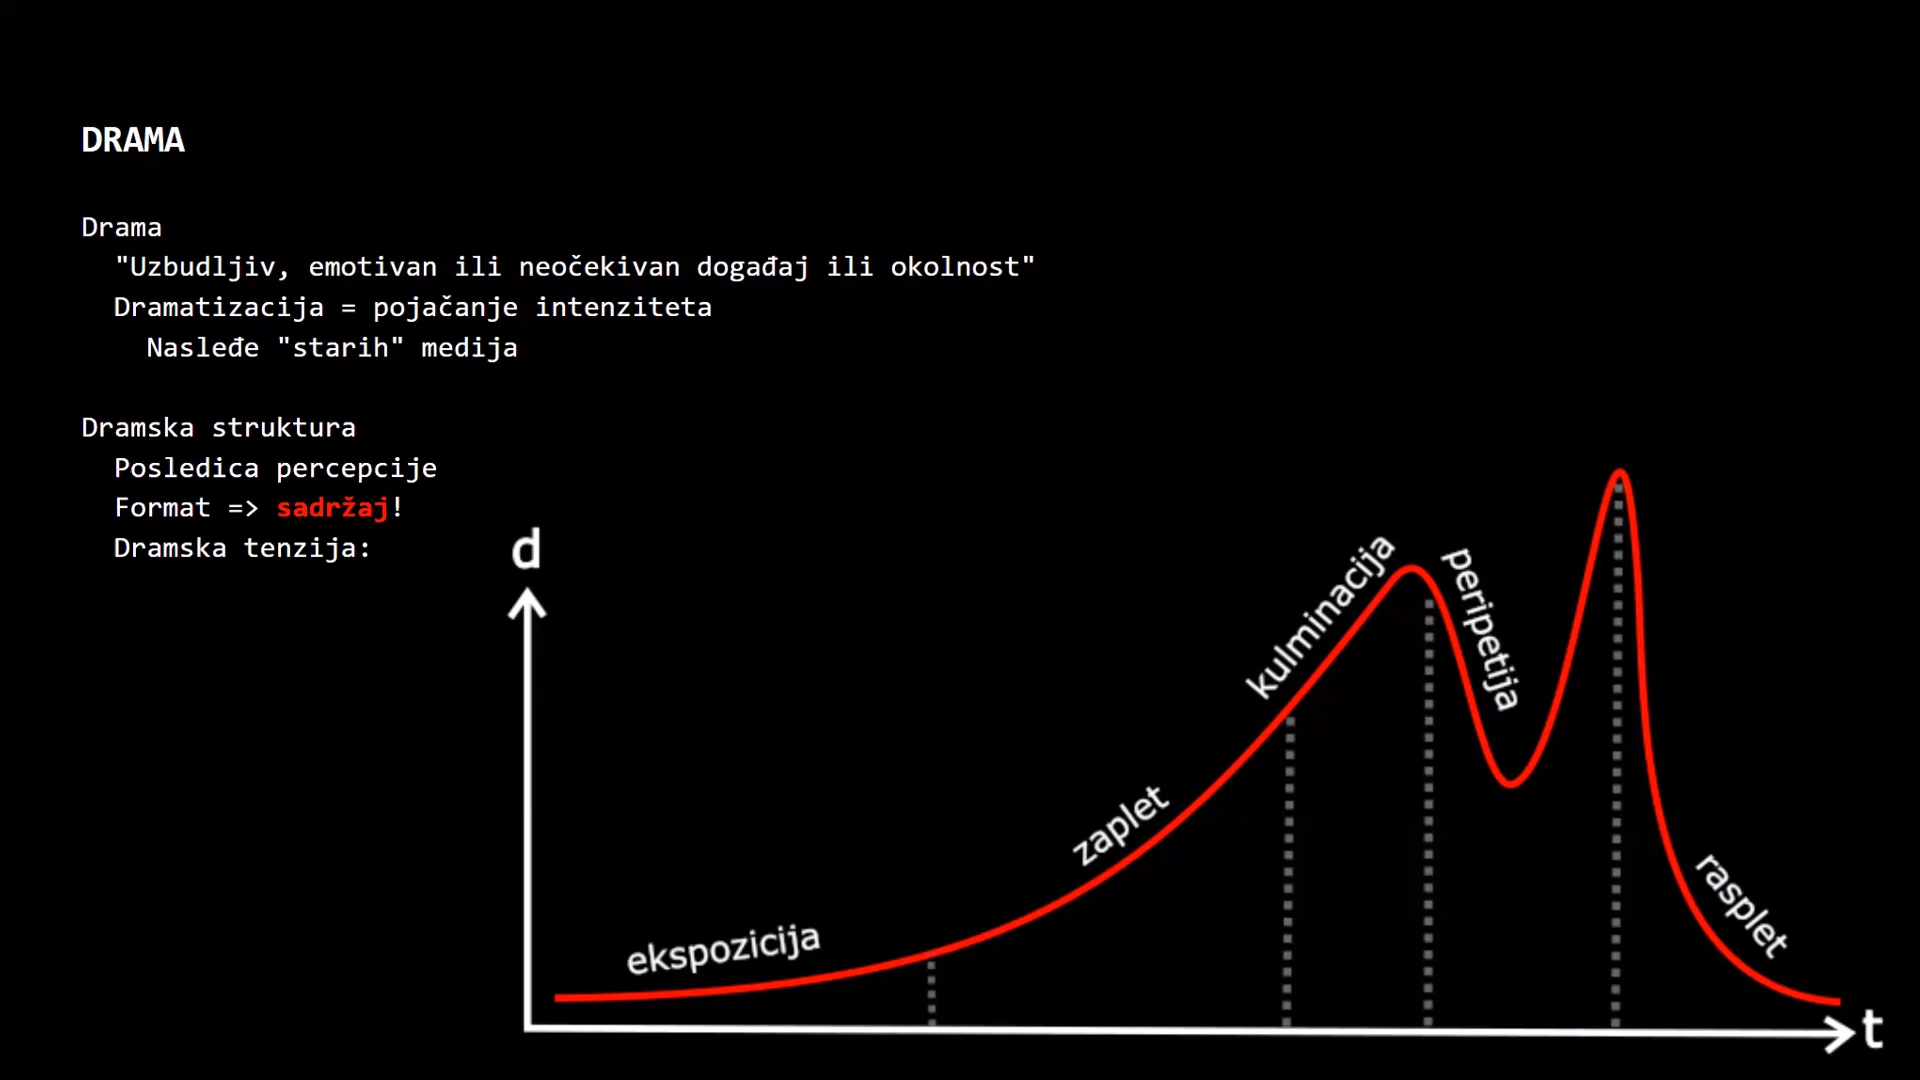 DRAMA
Drama
"Uzbudljiv, emotivan ili neočekivan događaj ili okolnost"
Dramatizacija = pojačanje intenziteta
Nasleđe "starih" medija
Dramska struktura
Posledica percepcije
Format => sadržaj!
Dramska tenzija:
d
ekspozicija
zaplet
kulminacija
peripetija
rasplet
t